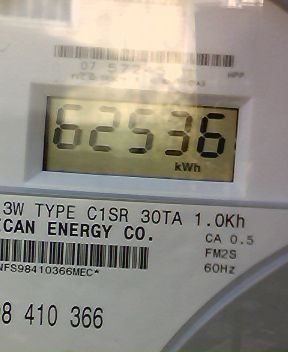 62536
kWh
3W TYPE C1SR 30TA 1.0Kh
CAN ENERGY CO.
CA 0.5
FM2S
60Hz
NFS98410366MEC*
98 410 366